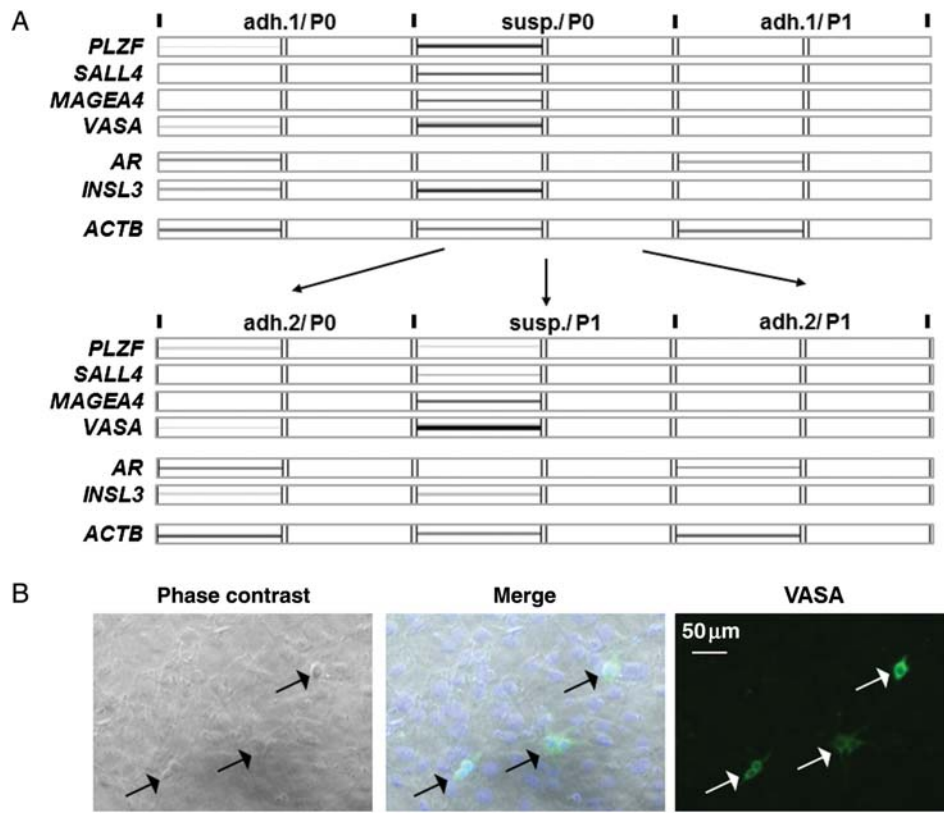 A
adh.1/P0 susp./P0 adh.1/P1
PLZF
SALL4
MAGEA4
VASA
AR
INSL3
ACTB
adh.2/P0 susp./P1 adh.2/P1
PLZF
SALL4
MAGEA4
VASA
AR
INSL3
ACTB
B
Phase contrast Merge VASA
50 µm